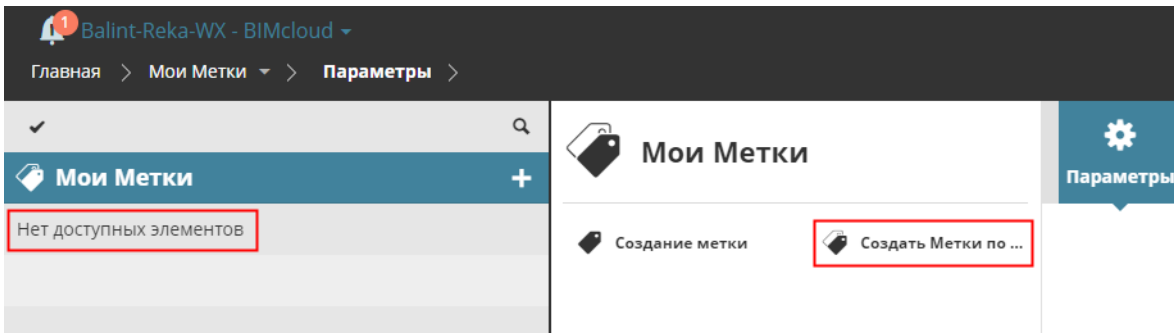 1
Balint-Reka-WX - BIMcloud
Главная > Мои Метки > Параметры >
Мои Метки
Нет доступных элементов
Мои Метки
Создание метки
Создать Метки по ...
Параметры